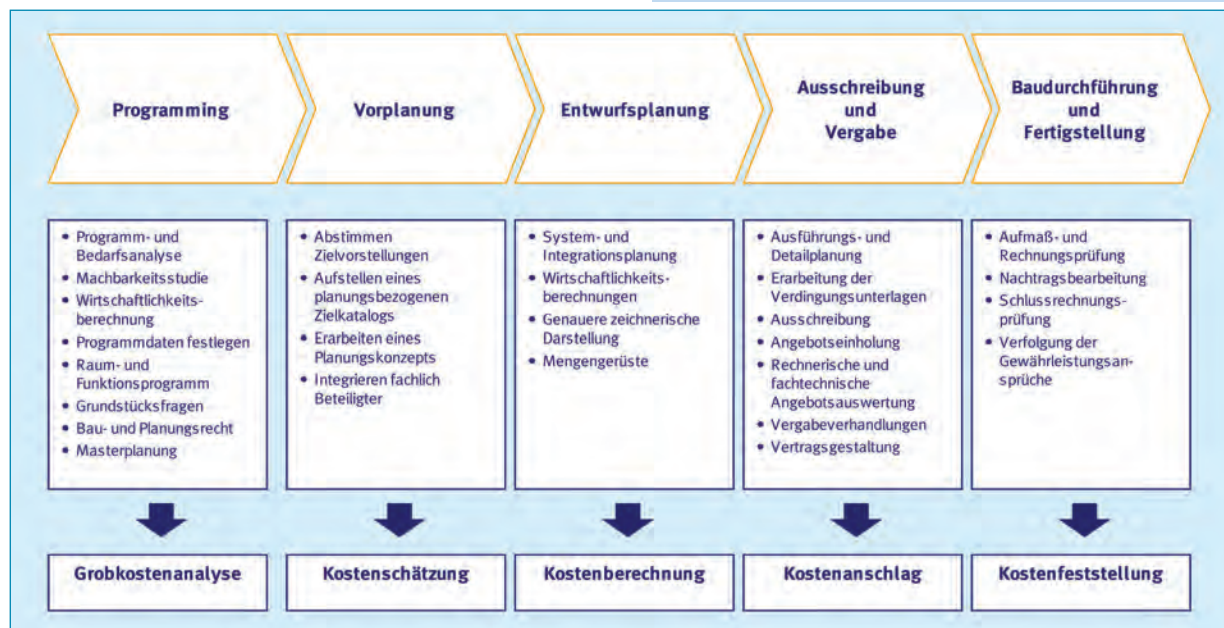 Programming
Vorplanung
Entwurfsplanung
Ausschreibung
und
Vergabe
Baudurchführung
und
Fertigstellung
• Programm- und
Bedarfsanalyse
• Machbarkeitsstudie
• Wirtschaftlichkeits-
berechnung
• Programmdaten festlegen
• Raum- und
Funktionsprogramm
• Grundstücksfragen
• Bau- und Planungsrecht
• Masterplanung
• Abstimmen
Zielvorstellungen
• Aufstellen eines
planungsbezogenen
Zielkatalogs
• Erarbeiten eines
Planungskonzepts
• Integrieren fachlich
Beteiligter
• System- und
Integrationsplanung
• Wirtschaftlichkeits-
berechnungen
• Genauere zeichnerische
Darstellung
• Mengengerüste
• Ausführungs- und
Detailplanung
• Erarbeitung der
Verdingungsunterlagen
• Ausschreibung
• Angebotseinholung
• Rechnerische und
fachtechnische
Angebotsauswertung
• Vergabeverhandlungen
• Vertragsgestaltung
• Aufmaß- und
Rechnungsprüfung
• Nachtragsbearbeitung
• Schlussrechnungs-
prüfung
• Verfolgung der
Gewährleistungsan-
sprüche
Grobkostenanalyse
Kostenschätzung
Kostenberechnung
Kostenanschlag
Kostenfeststellung